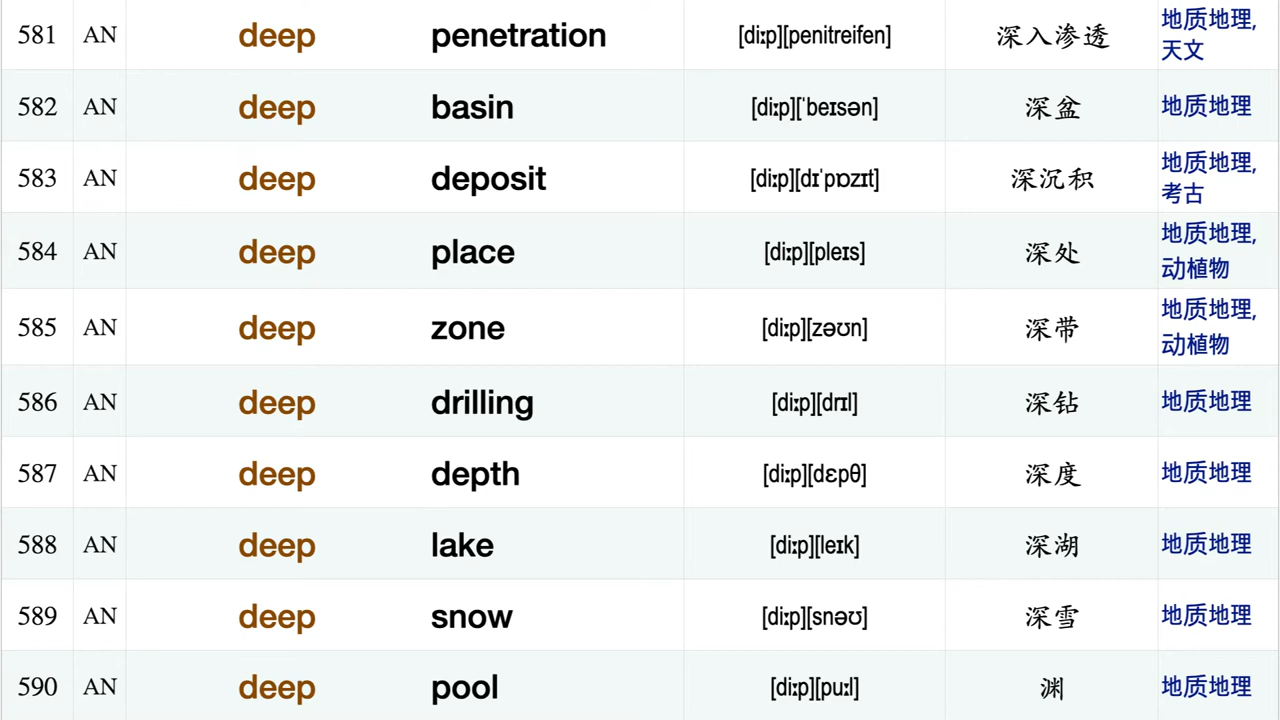 581 AN deep penetration [diːp][penitreifen] 深入渗透 地质地理,
天文
582 AN deep basin [diːp][ˈbeɪsən] 深盆 地质地理
583 AN deep deposit [diːp][dɪˈpɒzɪt] 深沉积 地质地理,
考古
584 AN deep place [diːp][pleɪs] 深处 地质地理,
动植物
585 AN deep zone [diːp][zəʊn] 深带 地质地理,
动植物
586 AN deep drilling [diːp][drɪl] 深钻 地质地理
587 AN deep depth [diːp][dɛpθ] 深度 地质地理
588 AN deep lake [diːp][leɪk] 深湖 地质地理
589 AN deep snow [diːp][snəʊ] 深雪 地质地理
590 AN deep pool [diːp][puːl] 渊 地质地理